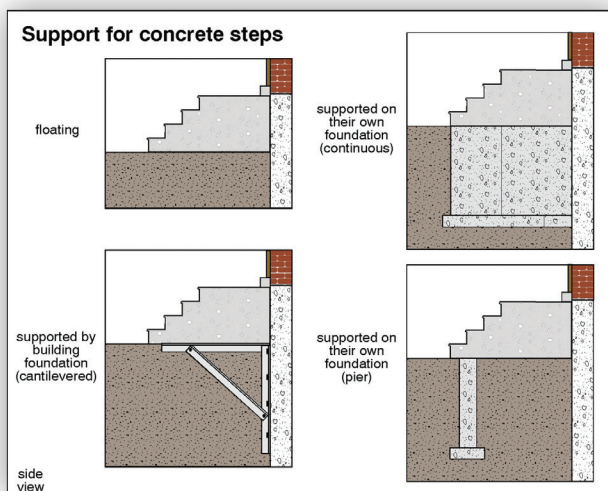 Support for concrete steps
floating
supported on
their own
foundation
(continuous)
supported by
building
foundation
(cantilevered)
supported on
their own
foundation
(pier)
side
view